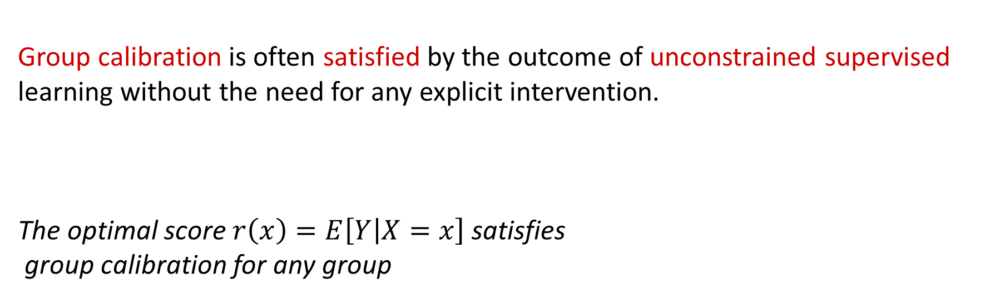 Group calibration is often satisfied by the outcome of unconstrained supervised
learning without the need for any explicit intervention.
The optimal score r(x) = E[Y|X = x] satisfies
group calibration for any group